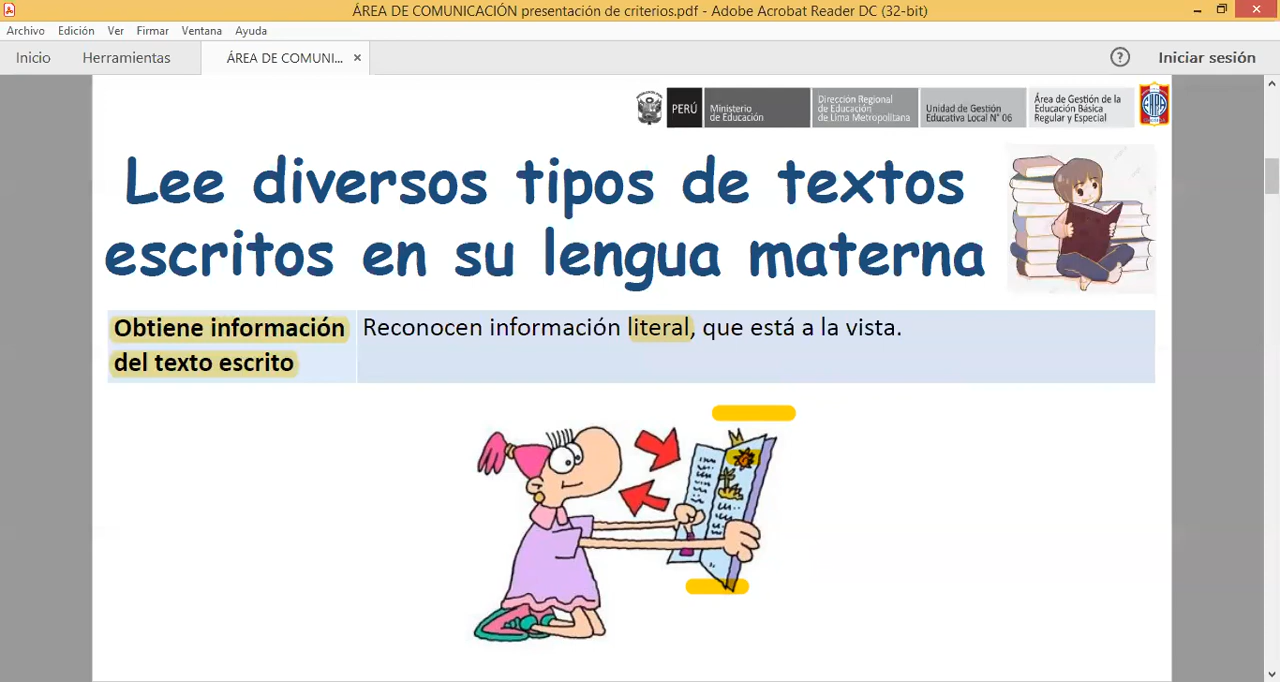 ÁREA DE COMUNICACIÓN presentación de criterios.pdf - Adobe Acrobat Reader DC (32-bit)
Archivo Edición Ver Firmar Ventana Ayuda
Inicio Herramientas ÁREA DE COMUNI... × ? Iniciar sesión
PERÚ
Ministerio
de Educación
Dirección Regional
de Educación
de Lima Metropolitana
Unidad de Gestión
Educativa Local N° 06
Área de Gestión de la
Educación Básica
Regular y Especial
Lee diversos tipos de textos
escritos en su lengua materna
Obtiene información
del texto escrito
Reconocen información literal, que está a la vista.